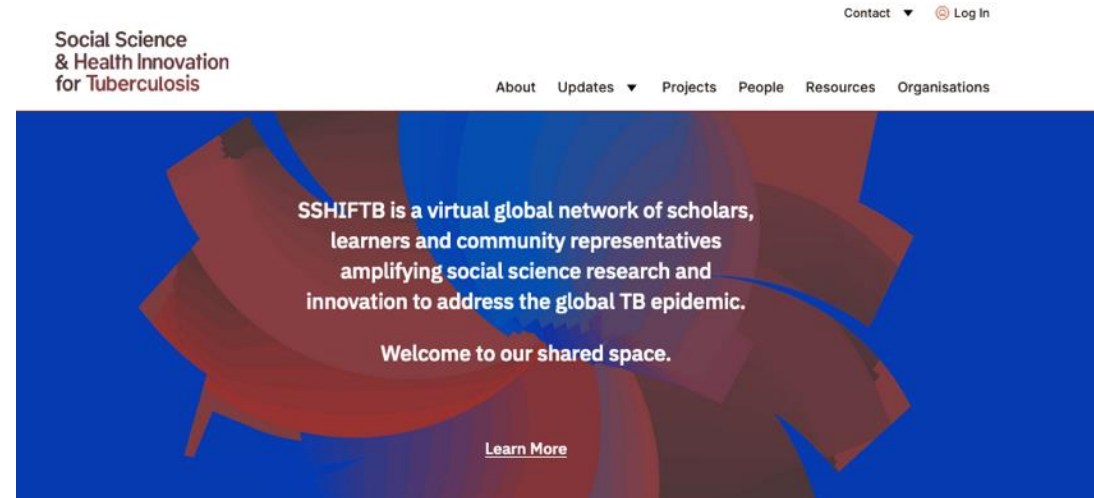 Contact ▼ Log In
Social Science
& Health Innovation
for Tuberculosis
About Updates ▼ Projects People Resources Organisations
SSHIFTB is a virtual global network of scholars,
learners and community representatives
amplifying social science research and
innovation to address the global TB epidemic.
Welcome to our shared space.
Learn More